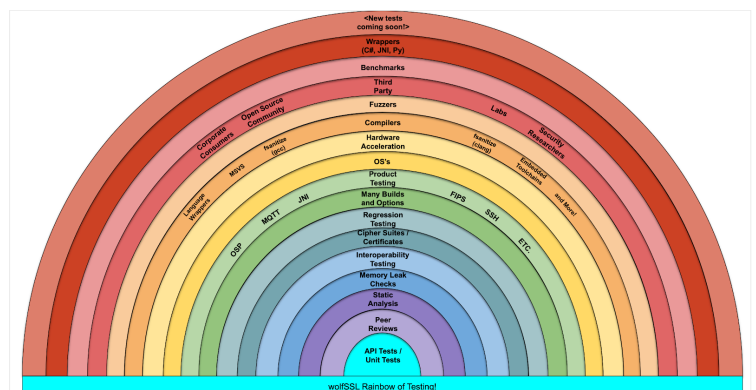 <New tests
coming soon!>
Wrappers
(C#, JNI, Py)
Benchmarks
Third
Party
Corporate
Consumers
Open Source
Community
Labs
Security
Researchers
Fuzzers
Compilers
Language
Wrappers
MSVS
fsanitize
(gcc)
fsanitize
(clang)
Embedded
Toolchains
and More!
Hardware
Acceleration
OS's
Product
Testing
OSP
MQTT
JNI
FIPS
SSH
ETC.
Many Builds
and Options
Regression
Testing
Cipher Suites /
Certificates
Interoperability
Testing
Memory Leak
Checks
Static
Analysis
Peer
Reviews
API Tests /
Unit Tests
wolfSSL Rainbow of Testing!